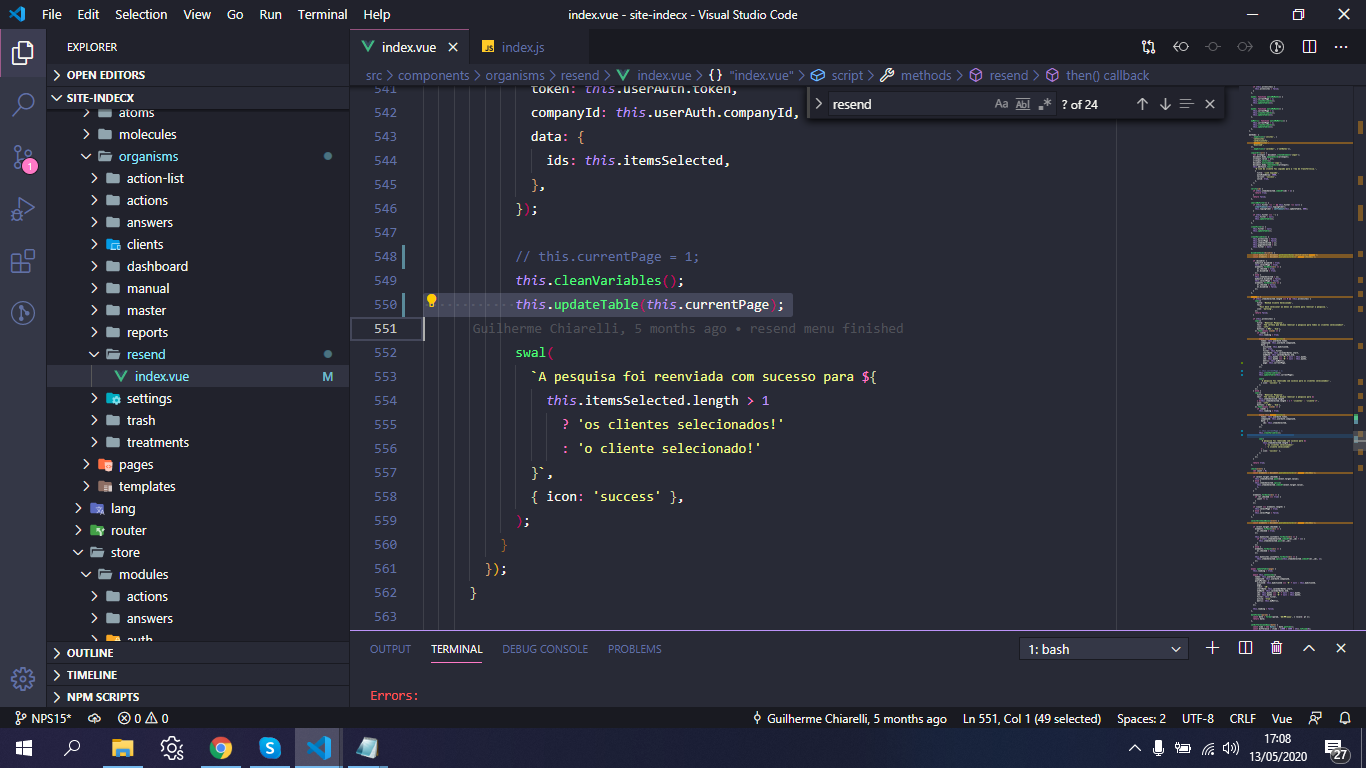 File Edit Selection View Go Run Terminal Help
index.vue - site-indecx - Visual Studio Code
EXPLORER
OPEN EDITORS
SITE-INDECX
atoms
molecules
organisms
action-list
actions
answers
clients
dashboard
manual
master
reports
resend
index.vue M
settings
trash
treatments
pages
templates
lang
router
store
modules
actions
answers
auth
OUTLINE
TIMELINE
NPM SCRIPTS
1
index.vue
index.js
src > components > organisms > resend > index.vue > {} "index.vue" > script > methods > resend > then() callback
resend Aa Abl .* ? of 24
541 token: this.userAuth.token,
542 companyId: this.userAuth.companyId,
543 data: {
544 ids: this.itemsSelected,
545 },
546 });
547
548 // this.currentPage = 1;
549 this.cleanVariables();
550 this.updateTable(this.currentPage);
551 Guilherme Chiarelli, 5 months ago • resend menu finished
552 swal(
553 `A pesquisa foi reenviada com sucesso para ${
554 this.itemsSelected.length > 1
555 ? 'os clientes selecionados!'
556 : 'o cliente selecionado!'
557 }`,
558 { icon: 'success' },
559 );
560 }
561 });
562 }
563
OUTPUT TERMINAL DEBUG CONSOLE PROBLEMS
1: bash
Errors:
NPS15* 0 0
Guilherme Chiarelli, 5 months ago Ln 551, Col 1 (49 selected) Spaces: 2 UTF-8 CRLF Vue
17:08
13/05/2020
27